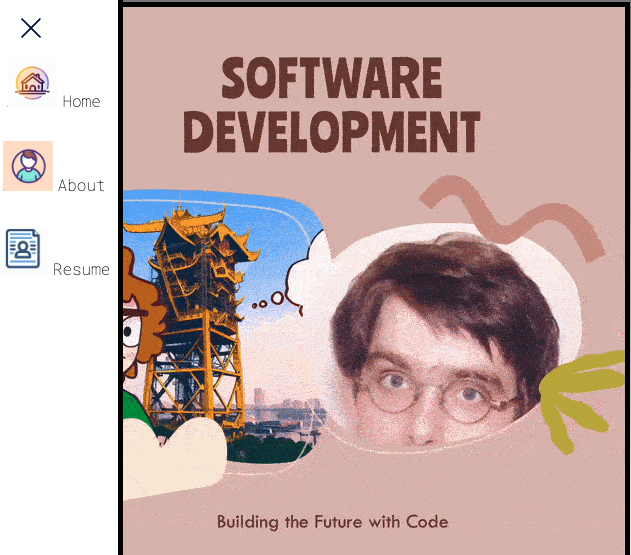 Home
About
Resume
SOFTWARE
DEVELOPMENT
Building the Future with Code